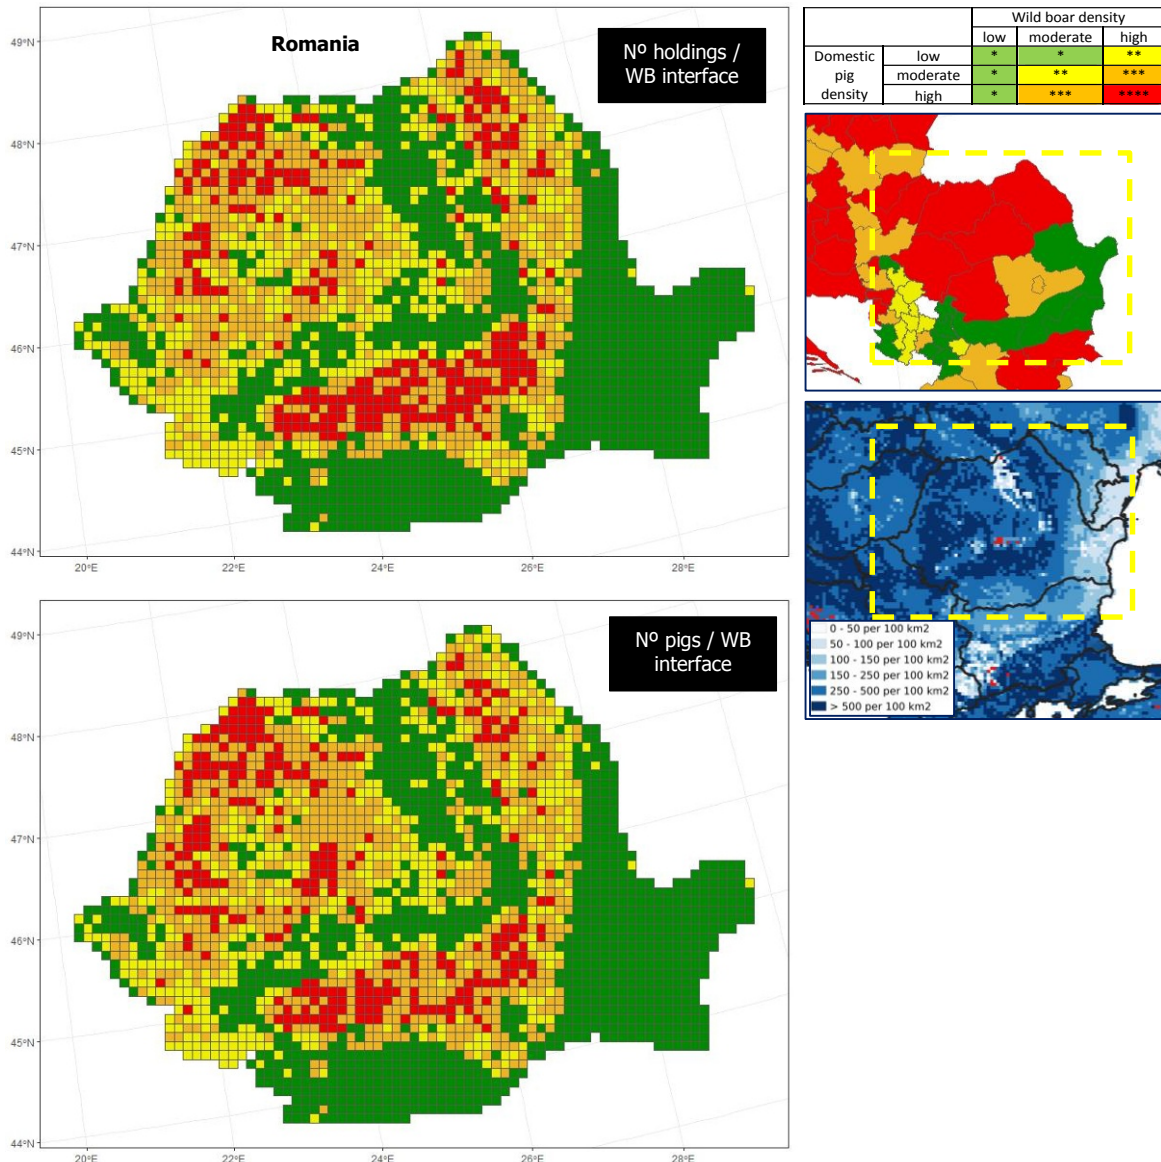 Romania
Nº holdings /
WB interface
49°N
48°N
47°N
46°N
45°N
44°N
20°E
22°E
24°E
26°E
28°E
Wild boar density
low moderate high
Domestic low * * **
pig moderate * ** ***
density high * *** ****
0 - 50 per 100 km2
50 - 100 per 100 km2
100 - 150 per 100 km2
150 - 250 per 100 km2
250 - 500 per 100 km2
> 500 per 100 km2
Nº pigs / WB
interface
49°N
48°N
47°N
46°N
45°N
44°N
20°E
22°E
24°E
26°E
28°E